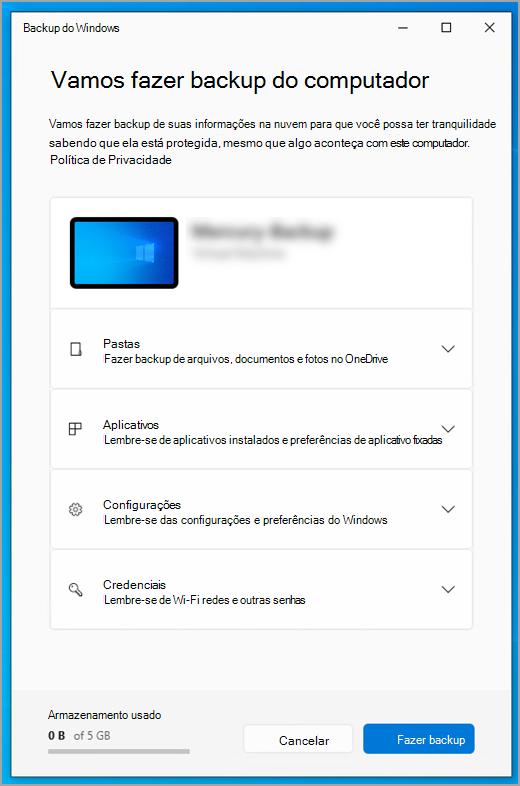 Backup do Windows
Vamos fazer backup do computador
Vamos fazer backup de suas informações na nuvem para que você possa ter tranquilidade
sabendo que ela está protegida, mesmo que algo aconteça com este computador.
Política de Privacidade
Pastas
Fazer backup de arquivos, documentos e fotos no OneDrive
Aplicativos
Lembre-se de aplicativos instalados e preferências de aplicativo fixadas
Configurações
Lembre-se das configurações e preferências do Windows
Credenciais
Lembre-se de Wi-Fi redes e outras senhas
Armazenamento usado
0 B of 5 GB
Cancelar
Fazer backup